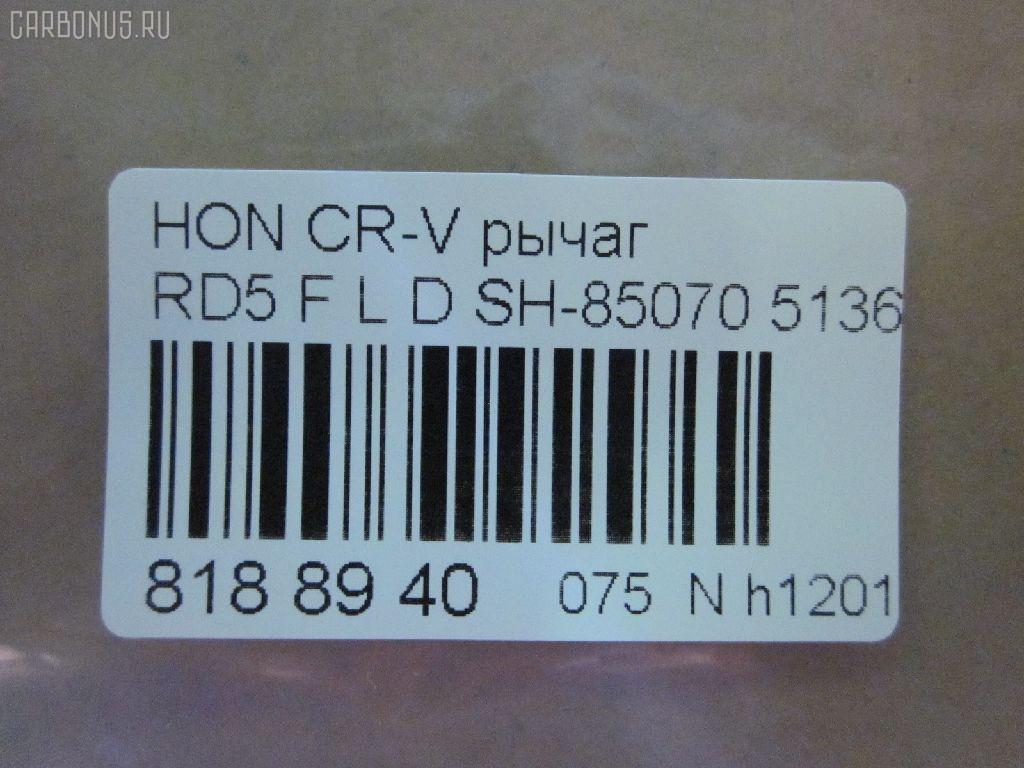 CARBONUS.RU
HON CR-V рычаг
RD5 F L D SH-85070 5136
818 89 40 075 N h1201